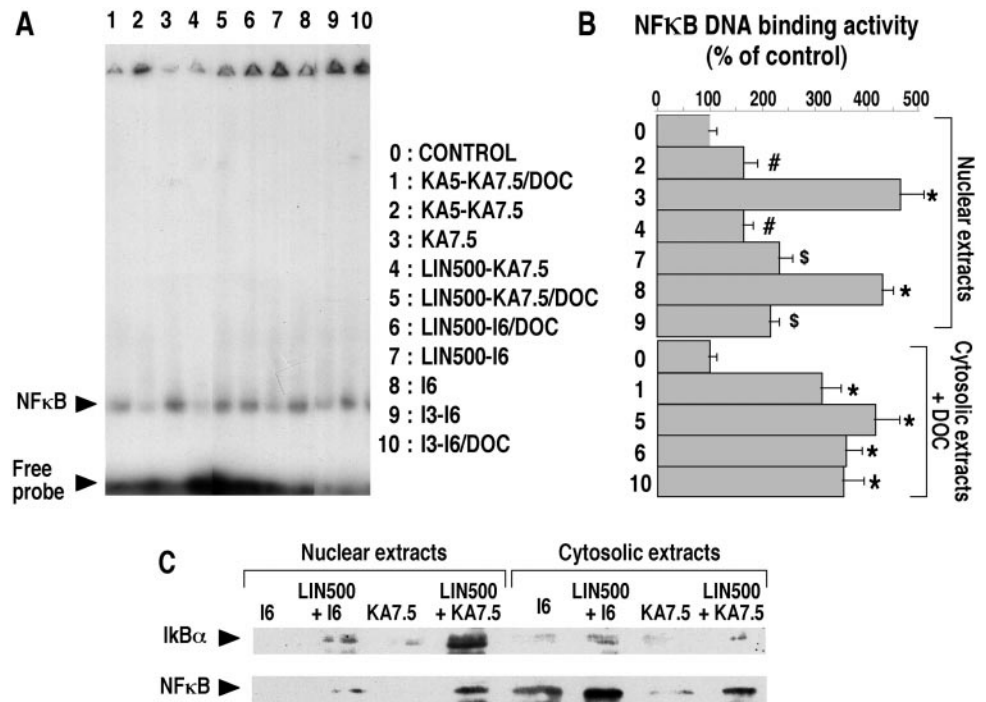 A
1 2 3 4 5 6 7 8 9 10
NFκB
Free
probe
0 : CONTROL
1 : KA5-KA7.5/DOC
2 : KA5-KA7.5
3 : KA7.5
4 : LIN500-KA7.5
5 : LIN500-KA7.5/DOC
6 : LIN500-I6/DOC
7 : LIN500-I6
8 : I6
9 : I3-I6
10 : I3-I6/DOC
B
NFκB DNA binding activity
(% of control)
0 100 200 300 400 500
0
2 #
3 *
4 #
7 $
8 *
9 $
Nuclear extracts
0
1 *
5 *
6 *
10 *
Cytosolic extracts
+ DOC
C
Nuclear extracts Cytosolic extracts
I6 LIN500 + I6 KA7.5 LIN500 + KA7.5 I6 LIN500 + I6 KA7.5 LIN500 + KA7.5
IkBα
NFκB